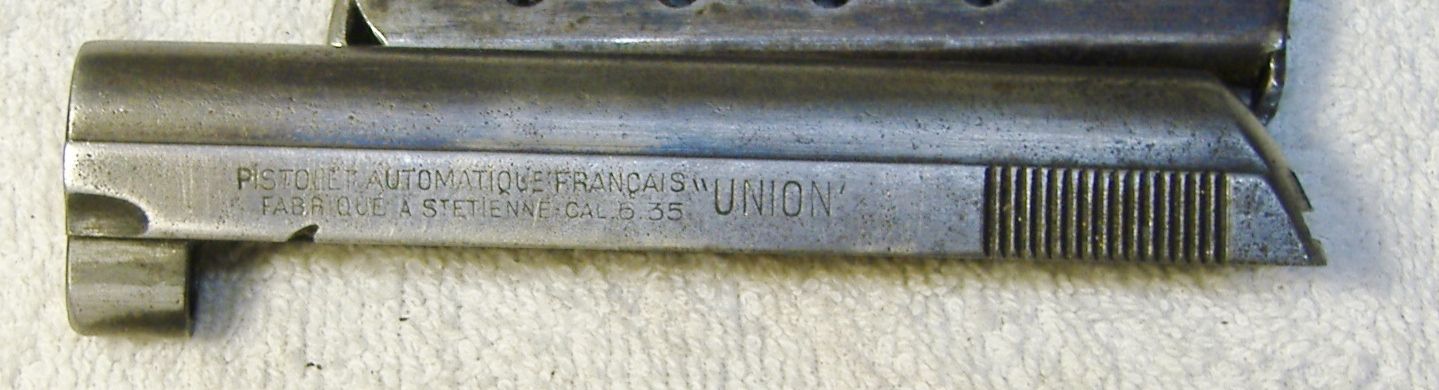 PISTOLET AUTOMATIQUE FRANÇAIS "UNION"
FABRIQUÉ A ST ETIENNE-CAL. 6.35